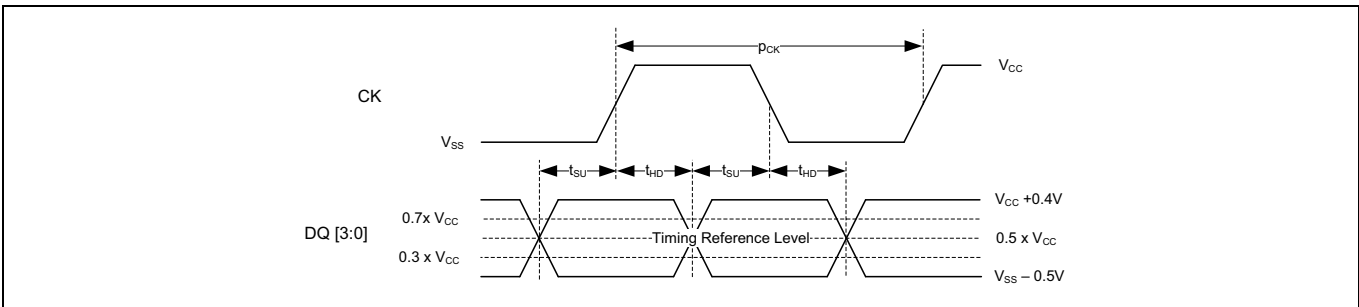 pCK
CK
VCC
VSS
tSU tHD tSU tHD
VCC +0.4V
0.7x VCC
DQ [3:0]
Timing Reference Level
0.5 x VCC
0.3 x VCC
VSS – 0.5V